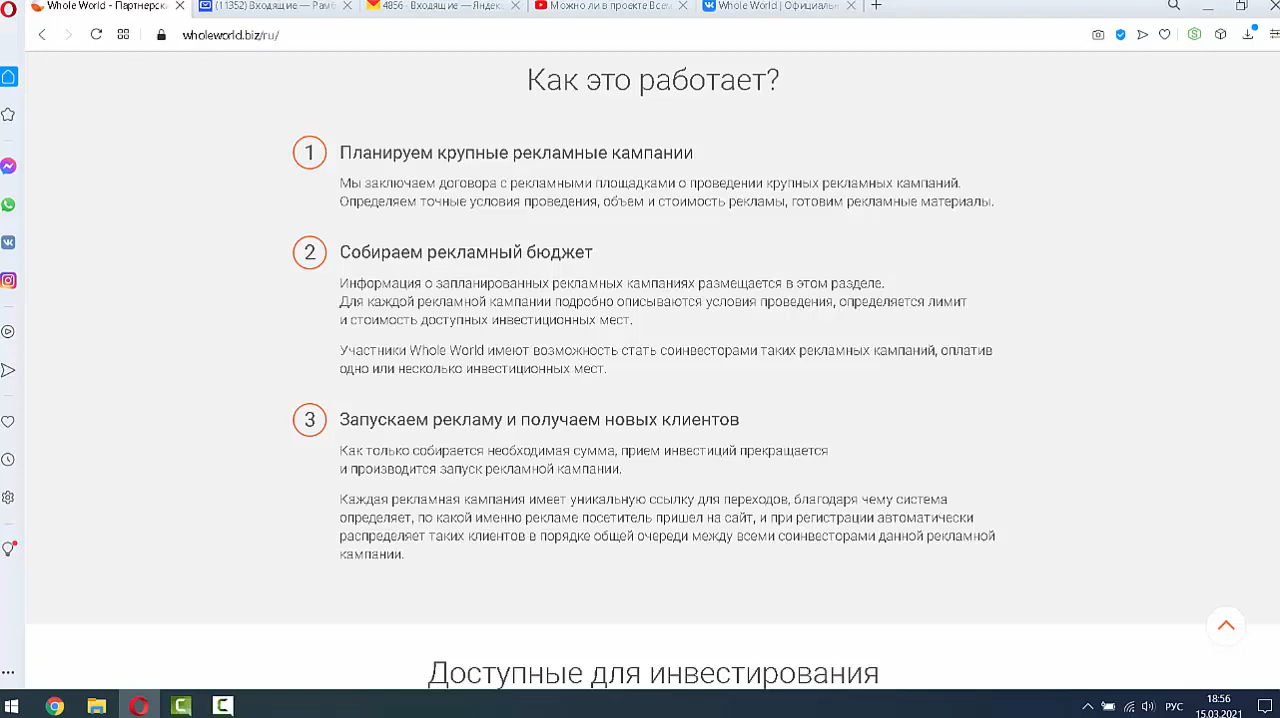 Whole World - Партнерска
(11352) Входящие — Рамб
4856 · Входящие — Яндек
Можно ли в проекте Всем
Whole World | Официальн
wholeworld.biz/ru/
Как это работает?
1 Планируем крупные рекламные кампании
Мы заключаем договора с рекламными площадками о проведении крупных рекламных кампаний.
Определяем точные условия проведения, объем и стоимость рекламы, готовим рекламные материалы.
2 Собираем рекламный бюджет
Информация о запланированных рекламных кампаниях размещается в этом разделе.
Для каждой рекламной кампании подробно описываются условия проведения, определяется лимит
и стоимость доступных инвестиционных мест.
Участники Whole World имеют возможность стать соинвесторами таких рекламных кампаний, оплатив
одно или несколько инвестиционных мест.
3 Запускаем рекламу и получаем новых клиентов
Как только собирается необходимая сумма, прием инвестиций прекращается
и производится запуск рекламной кампании.
Каждая рекламная кампания имеет уникальную ссылку для переходов, благодаря чему система
определяет, по какой именно рекламе посетитель пришел на сайт, и при регистрации автоматически
распределяет таких клиентов в порядке общей очереди между всеми соинвесторами данной рекламной
кампании.
Доступные для инвестирования
РУС
18:56
15.03.2021